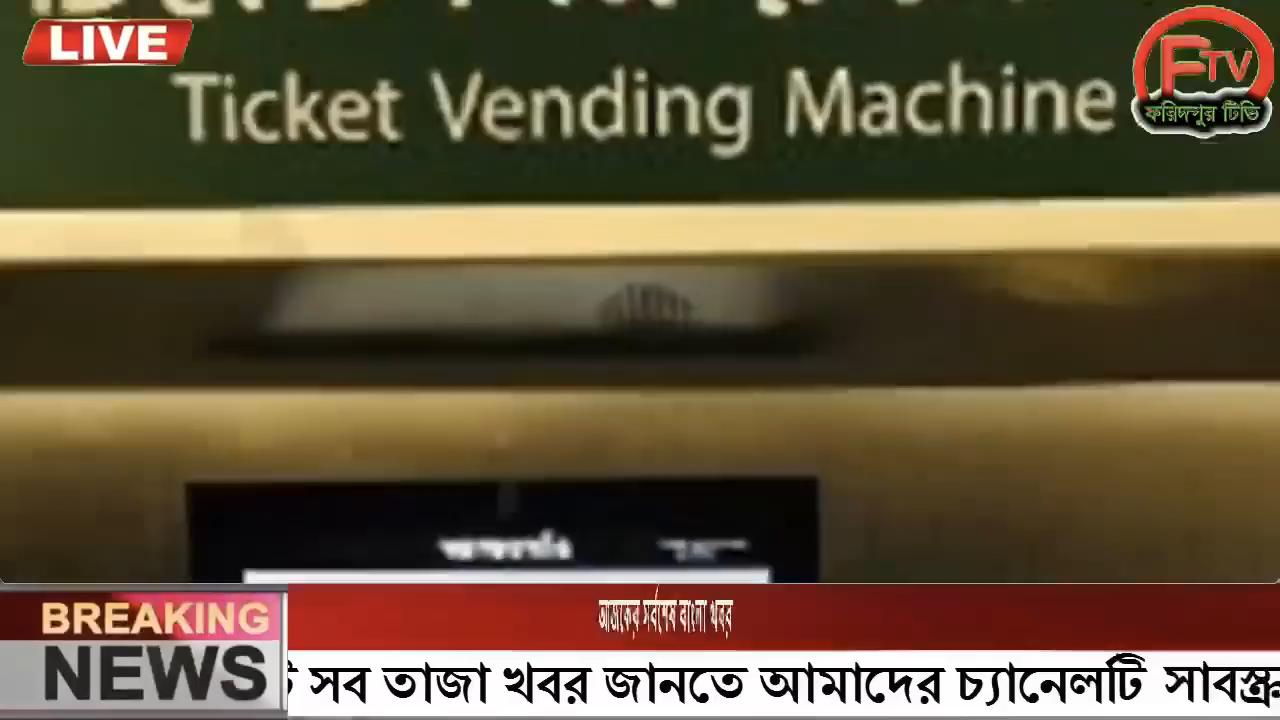 LIVE
Ticket Vending Machine
FTV
ফরিদপুর টিভি
BREAKING
NEWS
আজকের সর্বশেষ বাংলা খবর
সব তাজা খবর জানতে আমাদের চ্যানেলটি